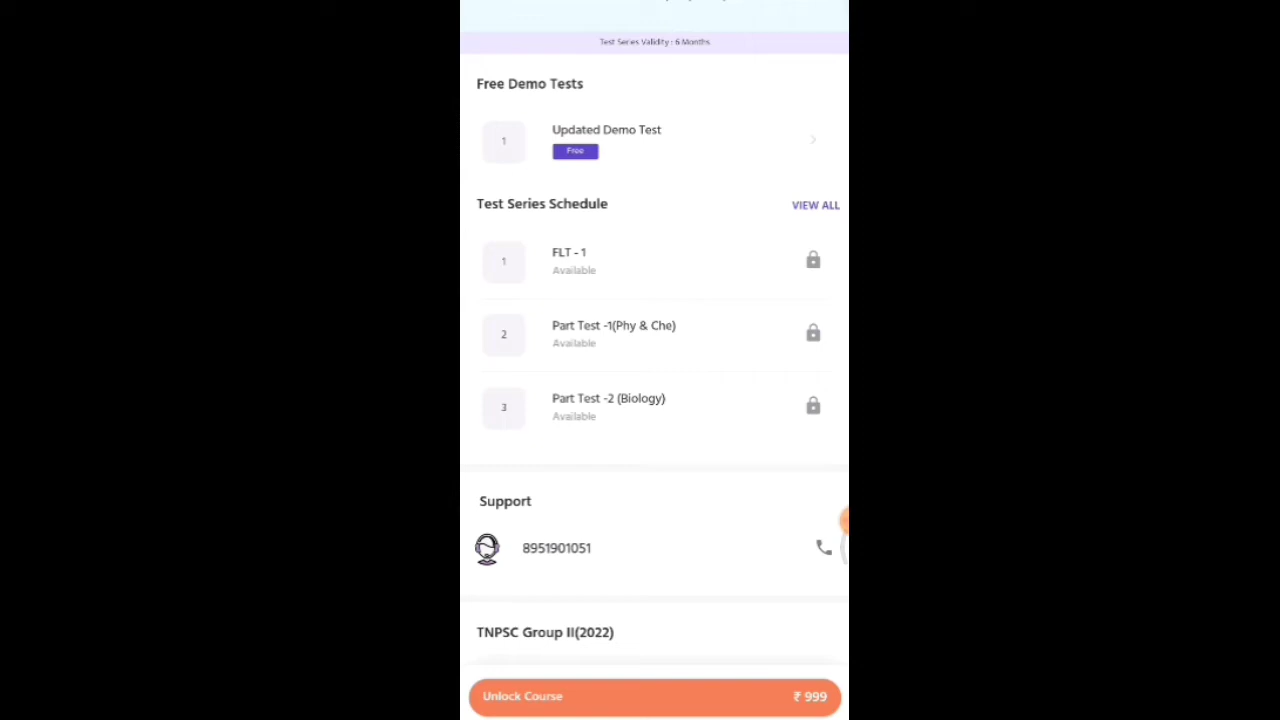 Test Series Validity : 6 Months
Free Demo Tests
1
Updated Demo Test
Free
Test Series Schedule
VIEW ALL
1
FLT - 1
Available
2
Part Test -1(Phy & Che)
Available
3
Part Test -2 (Biology)
Available
Support
8951901051
TNPSC Group II(2022)
Unlock Course
₹ 999